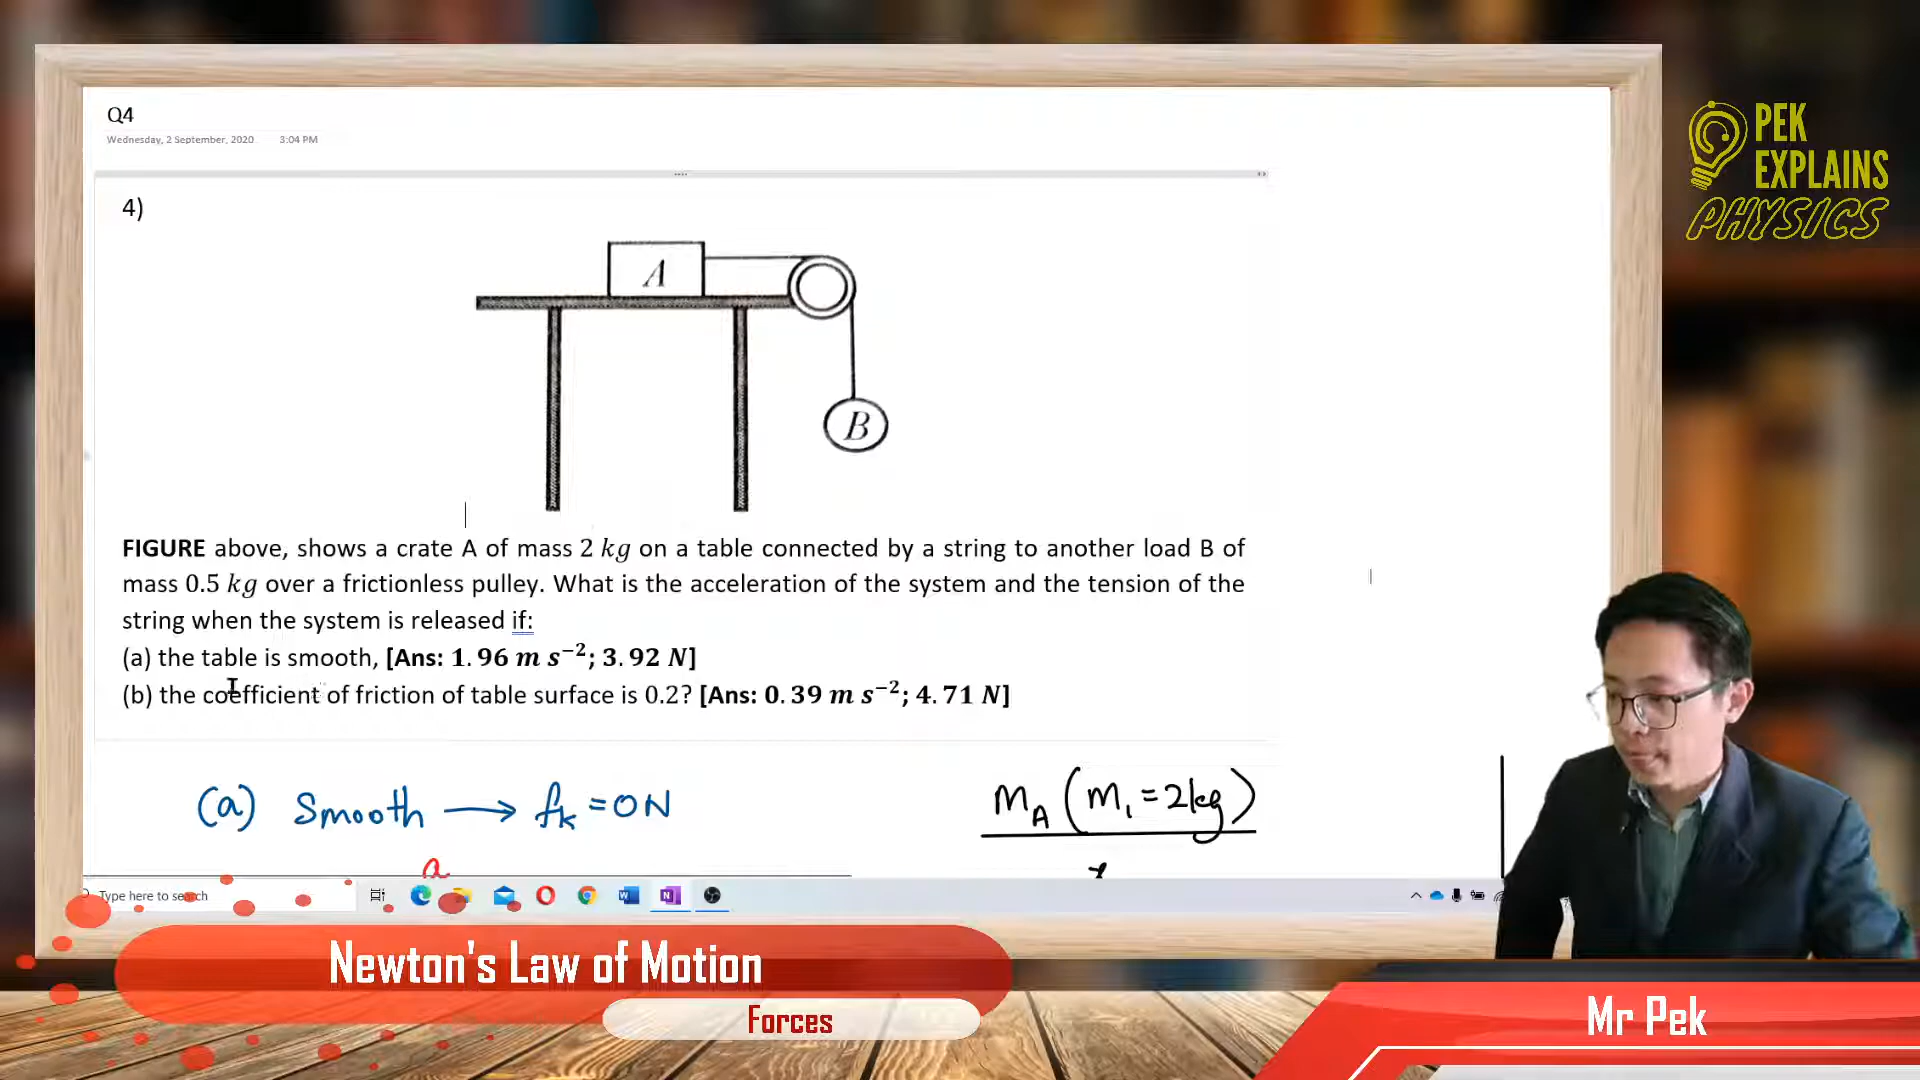 Q4
Wednesday, 2 September, 2020 3:04 PM
PEK
EXPLAINS
PHYSICS
4)
A
B
FIGURE above, shows a crate A of mass 2 kg on a table connected by a string to another load B of
mass 0.5 kg over a frictionless pulley. What is the acceleration of the system and the tension of the
string when the system is released if:
(a) the table is smooth, [Ans: 1.96 m s⁻²; 3.92 N]
(b) the coefficient of friction of table surface is 0.2? [Ans: 0.39 m s⁻²; 4.71 N]
(a) Smooth → fₖ = 0N
m_A (m₁ = 2kg)
a
Type here to search
Newton's Law of Motion
Forces
Mr Pek